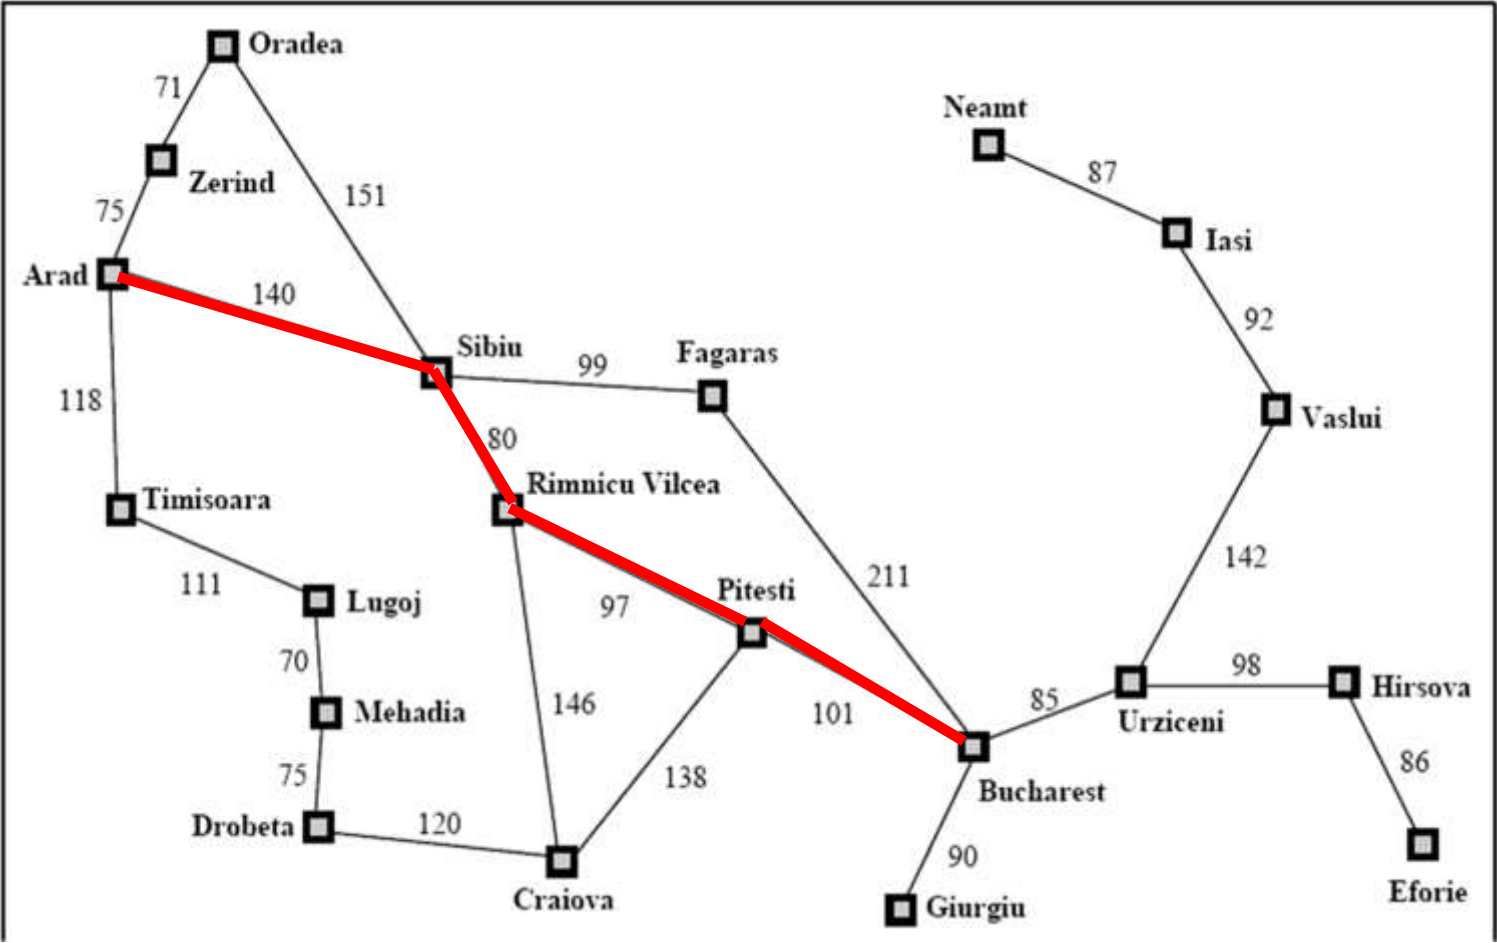 Oradea
71
Neamt
87
Zerind
151
75
Iasi
Arad
140
92
Sibiu
99
Fagaras
118
Vaslui
80
Rimnicu Vilcea
Timisoara
142
211
111
Lugoj
97
Pitesti
70
98
Hirsova
146
101
85
Urziceni
Mehadia
75
138
86
Bucharest
Drobeta
120
90
Craiova
Giurgiu
Eforie